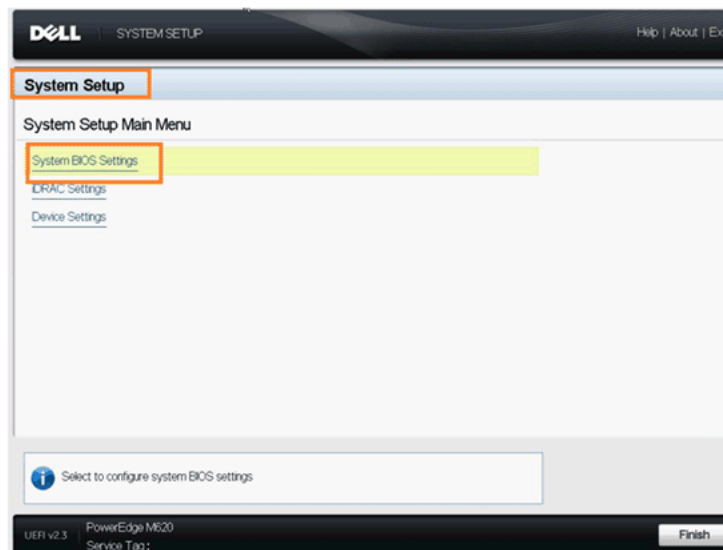 DELL SYSTEM SETUP Help | About | Ex
System Setup
System Setup Main Menu
System BIOS Settings
iDRAC Settings
Device Settings
Select to configure system BIOS settings
UEFI v2.3 PowerEdge M620
Service Tag:
Finish